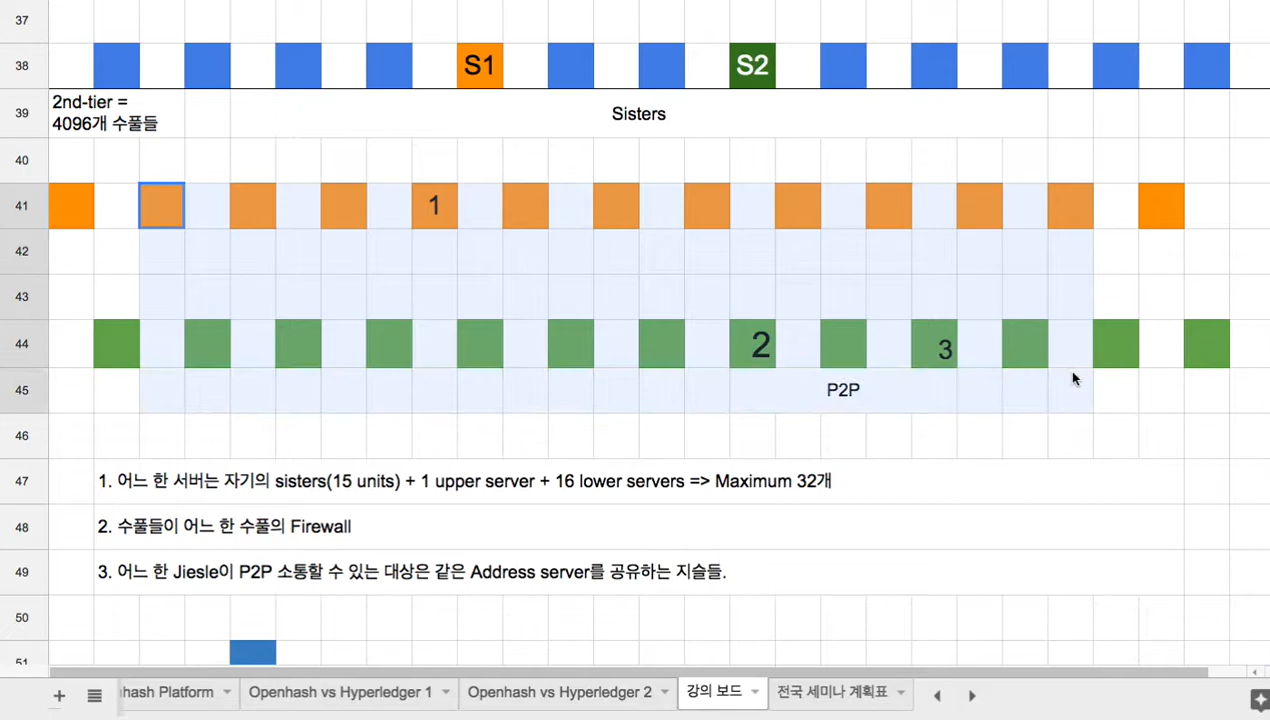 37
38
S1
S2
2nd-tier =
4096개 수풀들
39
Sisters
40
41
1
42
43
44
2
3
45
P2P
46
47
1. 어느 한 서버는 자기의 sisters(15 units) + 1 upper server + 16 lower servers => Maximum 32개
48
2. 수풀들이 어느 한 수풀의 Firewall
49
3. 어느 한 Jiesle이 P2P 소통할 수 있는 대상은 같은 Address server를 공유하는 지슬들.
50
51
hash Platform
Openhash vs Hyperledger 1
Openhash vs Hyperledger 2
강의 보드
전국 세미나 계획표